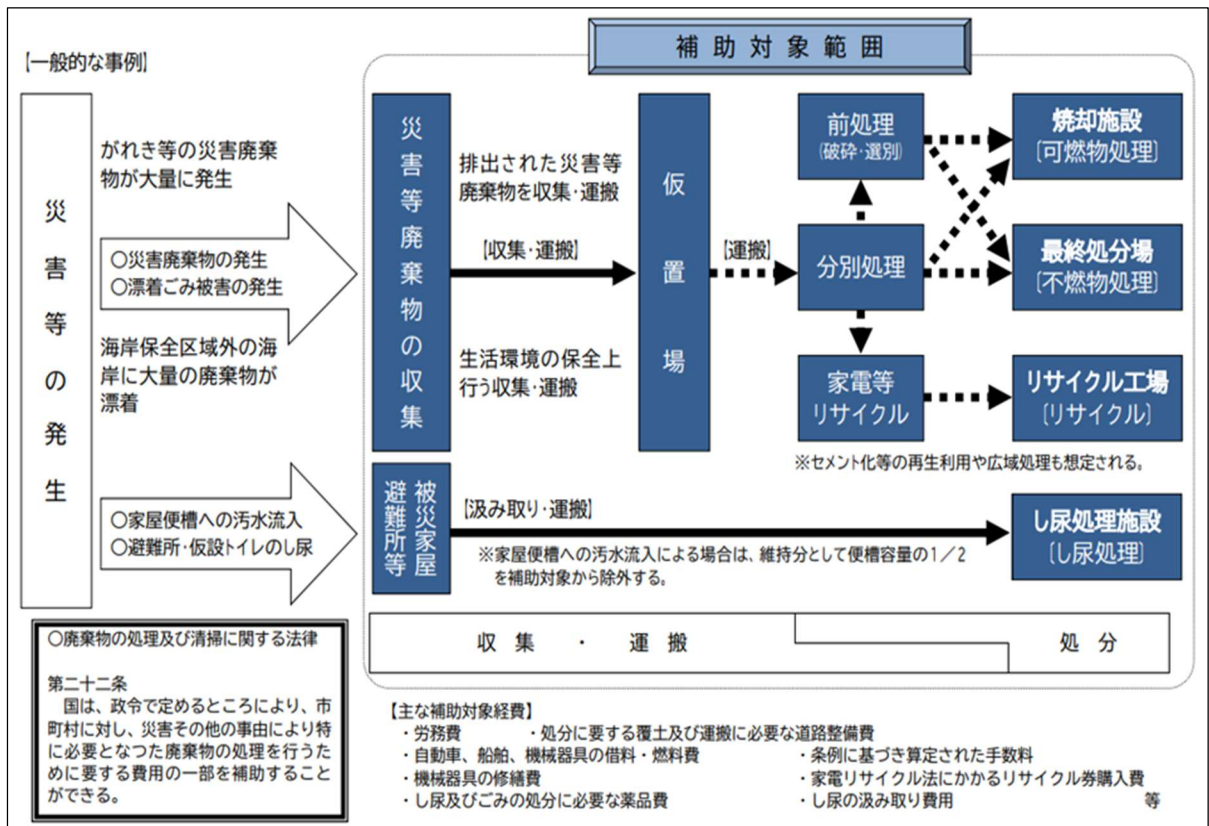 補助対象範囲
【一般的な事例】
災害等の発生
がれき等の災害廃棄
物が大量に発生
○災害廃棄物の発生
○漂着ごみ被害の発生
海岸保全区域外の海
岸に大量の廃棄物が
漂着
○家屋便槽への汚水流入
○避難所・仮設トイレのし尿
災害等廃棄物の収集
排出された災害等
廃棄物を収集・運搬
【収集・運搬】
生活環境の保全上
行う収集・運搬
仮置場
【運搬】
前処理
(破砕・選別)
分別処理
家電等
リサイクル
焼却施設
〔可燃物処理〕
最終処分場
〔不燃物処理〕
リサイクル工場
〔リサイクル〕
※セメント化等の再生利用や広域処理も想定される。
被災家屋
避難所等
【汲み取り・運搬】
※家屋便槽への汚水流入による場合は、維持分として便槽容量の1/2
を補助対象から除外する。
し尿処理施設
〔し尿処理〕
収集・運搬
処分
○廃棄物の処理及び清掃に関する法律
第二十二条
国は、政令で定めるところにより、市
町村に対し、災害その他の事由により特
に必要となつた廃棄物の処理を行うた
めに要する費用の一部を補助すること
ができる。
【主な補助対象経費】
・労務費 ・処分に要する覆土及び運搬に必要な道路整備費
・自動車、船舶、機械器具の借料・燃料費 ・条例に基づき算定された手数料
・機械器具の修繕費 ・家電リサイクル法にかかるリサイクル券購入費
・し尿及びごみの処分に必要な薬品費 ・し尿の汲み取り費用 等